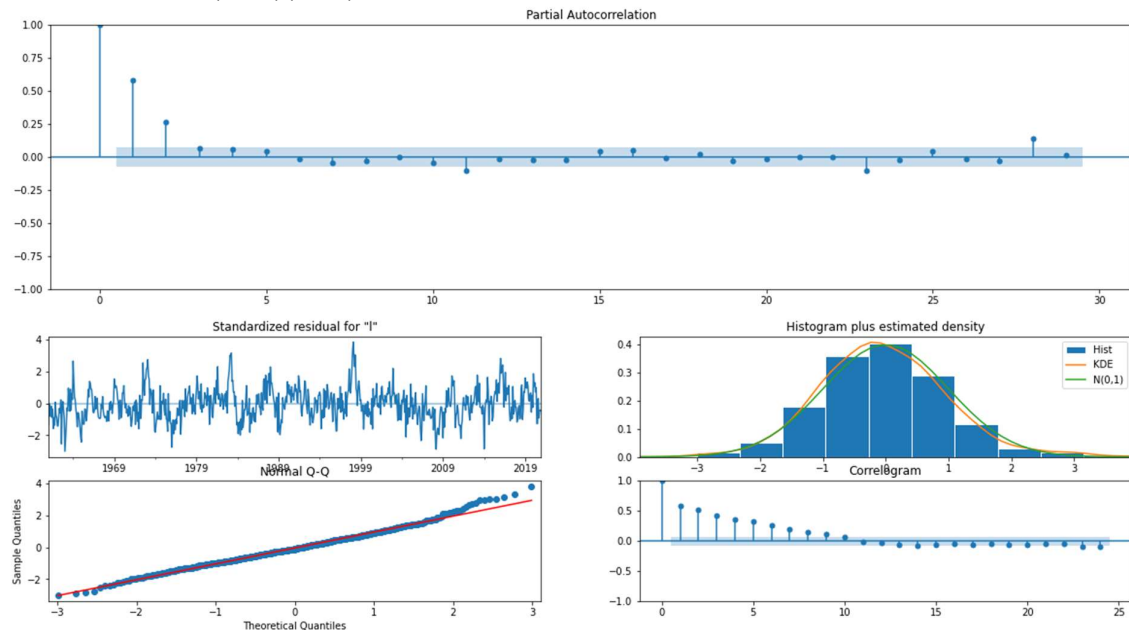 Partial Autocorrelation
1.00
0.75
0.50
0.25
0.00
−0.25
−0.50
−0.75
−1.00
0 5 10 15 20 25 30
Standardized residual for "l"
4
2
0
−2
1969 1979 1989 1999 2009 2019
Histogram plus estimated density
Hist
KDE
N(0,1)
0.4
0.3
0.2
0.1
0.0
−3 −2 −1 0 1 2 3
Normal Q-Q
Sample Quantiles
4
2
0
−2
−3 −2 −1 0 1 2 3
Theoretical Quantiles
Correlogram
1.0
0.5
0.0
−0.5
−1.0
0 5 10 15 20 25